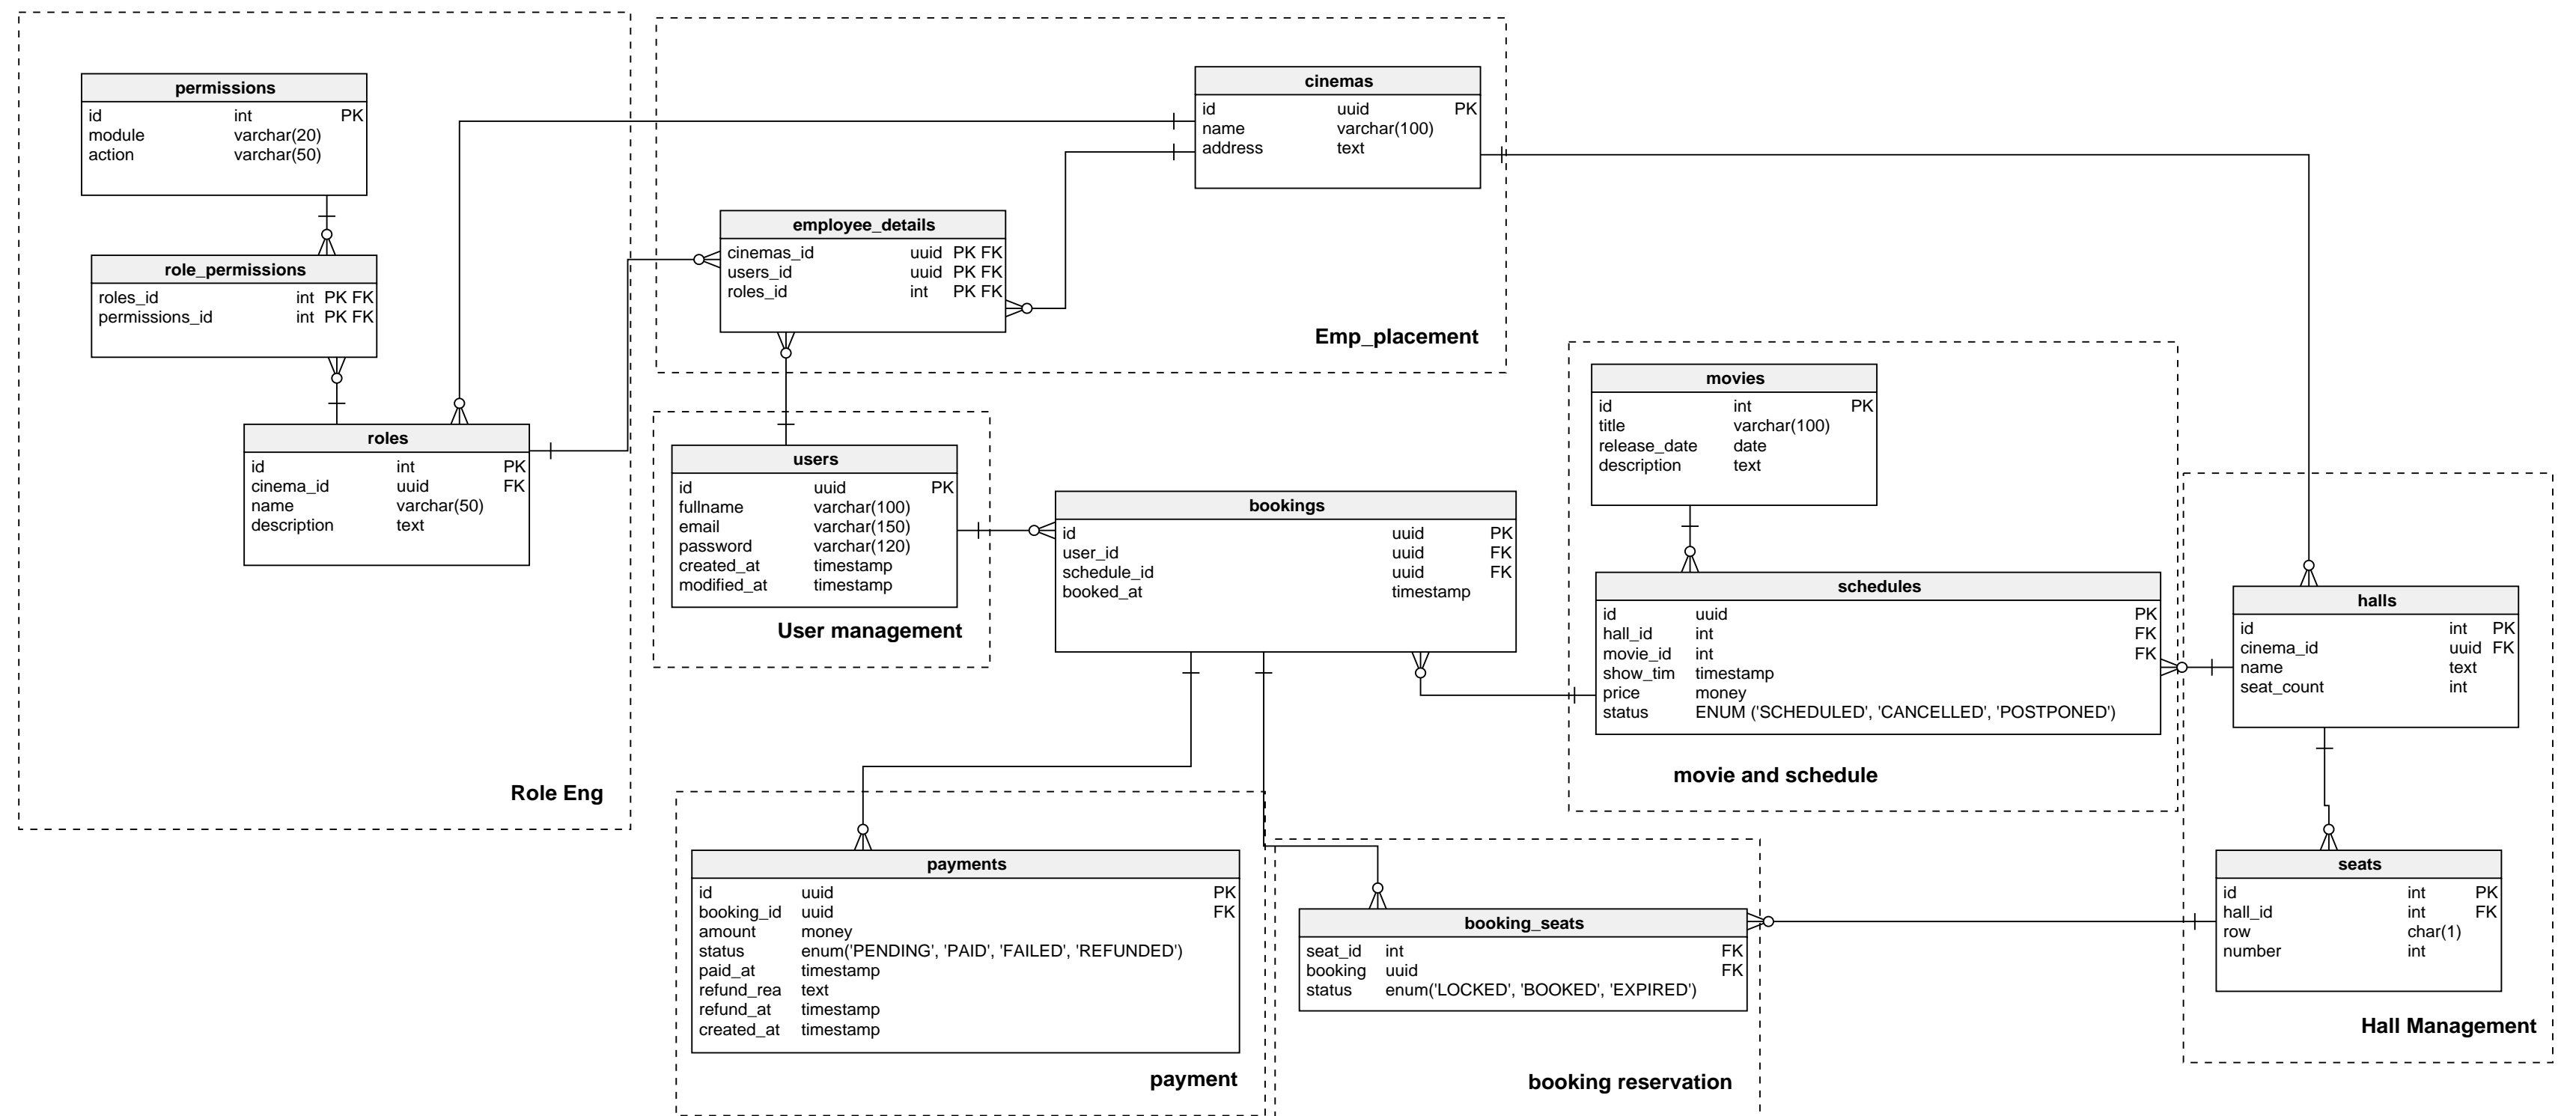 permissions
id int PK
module varchar(20)
action varchar(50)
role_permissions
roles_id int PK FK
permissions_id int PK FK
roles
id int PK
cinema_id uuid FK
name varchar(50)
description text
Role Eng
cinemas
id uuid PK
name varchar(100)
address text
employee_details
cinemas_id uuid PK FK
users_id uuid PK FK
roles_id int PK FK
Emp_placement
users
id uuid PK
fullname varchar(100)
email varchar(150)
password varchar(120)
created_at timestamp
modified_at timestamp
User management
bookings
id uuid PK
user_id uuid FK
schedule_id uuid FK
booked_at timestamp
movies
id int PK
title varchar(100)
release_date date
description text
schedules
id uuid PK
hall_id int FK
movie_id int FK
show_tim timestamp
price money
status ENUM ('SCHEDULED', 'CANCELLED', 'POSTPONED')
movie and schedule
halls
id int PK
cinema_id uuid FK
name text
seat_count int
seats
id int PK
hall_id int FK
row char(1)
number int
Hall Management
payments
id uuid PK
booking_id uuid FK
amount money
status enum('PENDING', 'PAID', 'FAILED', 'REFUNDED')
paid_at timestamp
refund_rea text
refund_at timestamp
created_at timestamp
payment
booking_seats
seat_id int FK
booking uuid FK
status enum('LOCKED', 'BOOKED', 'EXPIRED')
booking reservation